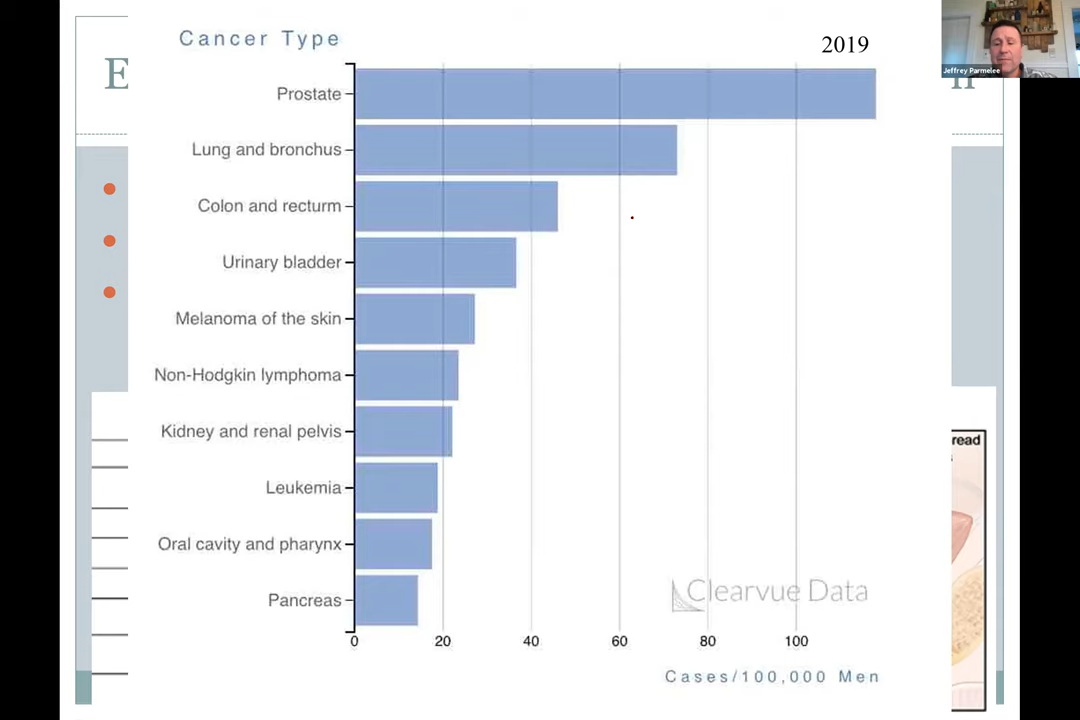 Cancer Type
2019
Jeffrey Parmelee
E
Prostate
Lung and bronchus
Colon and recturm
Urinary bladder
Melanoma of the skin
Non-Hodgkin lymphoma
Kidney and renal pelvis
read
Leukemia
Oral cavity and pharynx
Pancreas
Clearvue Data
0 20 40 60 80 100
Cases/100,000 Men